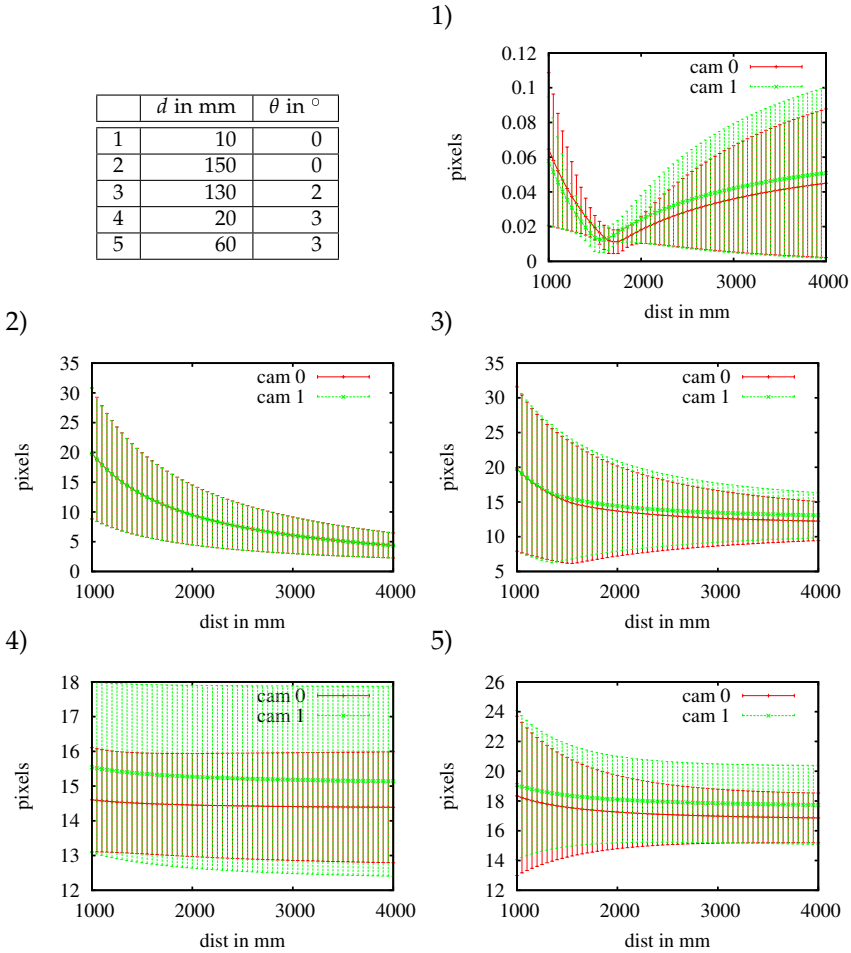 1)
d in mm θ in °
1 10 0
2 150 0
3 130 2
4 20 3
5 60 3
0.12
0.1
0.08
0.06
0.04
0.02
0
pixels
cam 0
cam 1
1000 2000 3000 4000
dist in mm
2)
35
30
25
20
15
10
5
0
pixels
cam 0
cam 1
1000 2000 3000 4000
dist in mm
3)
35
30
25
20
15
10
5
pixels
cam 0
cam 1
1000 2000 3000 4000
dist in mm
4)
18
17
16
15
14
13
12
pixels
cam 0
cam 1
1000 2000 3000 4000
dist in mm
5)
26
24
22
20
18
16
14
12
pixels
cam 0
cam 1
1000 2000 3000 4000
dist in mm